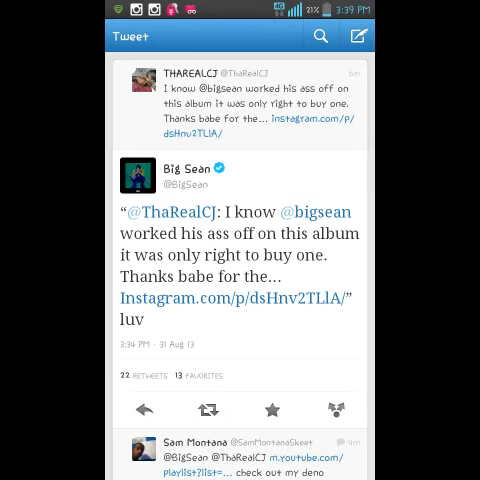 4G 21% 3:39 PM
Tweet
THAREALCJ @ThaRealCJ 6m
I know @bigsean worked his ass off on
this album it was only right to buy one.
Thanks babe for the... instagram.com/p/
dsHnv2TLlA/
Big Sean
@BigSean
“@ThaRealCJ: I know @bigsean
worked his ass off on this album
it was only right to buy one.
Thanks babe for the...
Instagram.com/p/dsHnv2TLlA/”
luv
3:34 PM · 31 Aug 13
22 RETWEETS 13 FAVORITES
Sam Montana @SamMontanaSkeet 4m
@BigSean @ThaRealCJ m.youtube.com/
playlist?list=... check out my deno